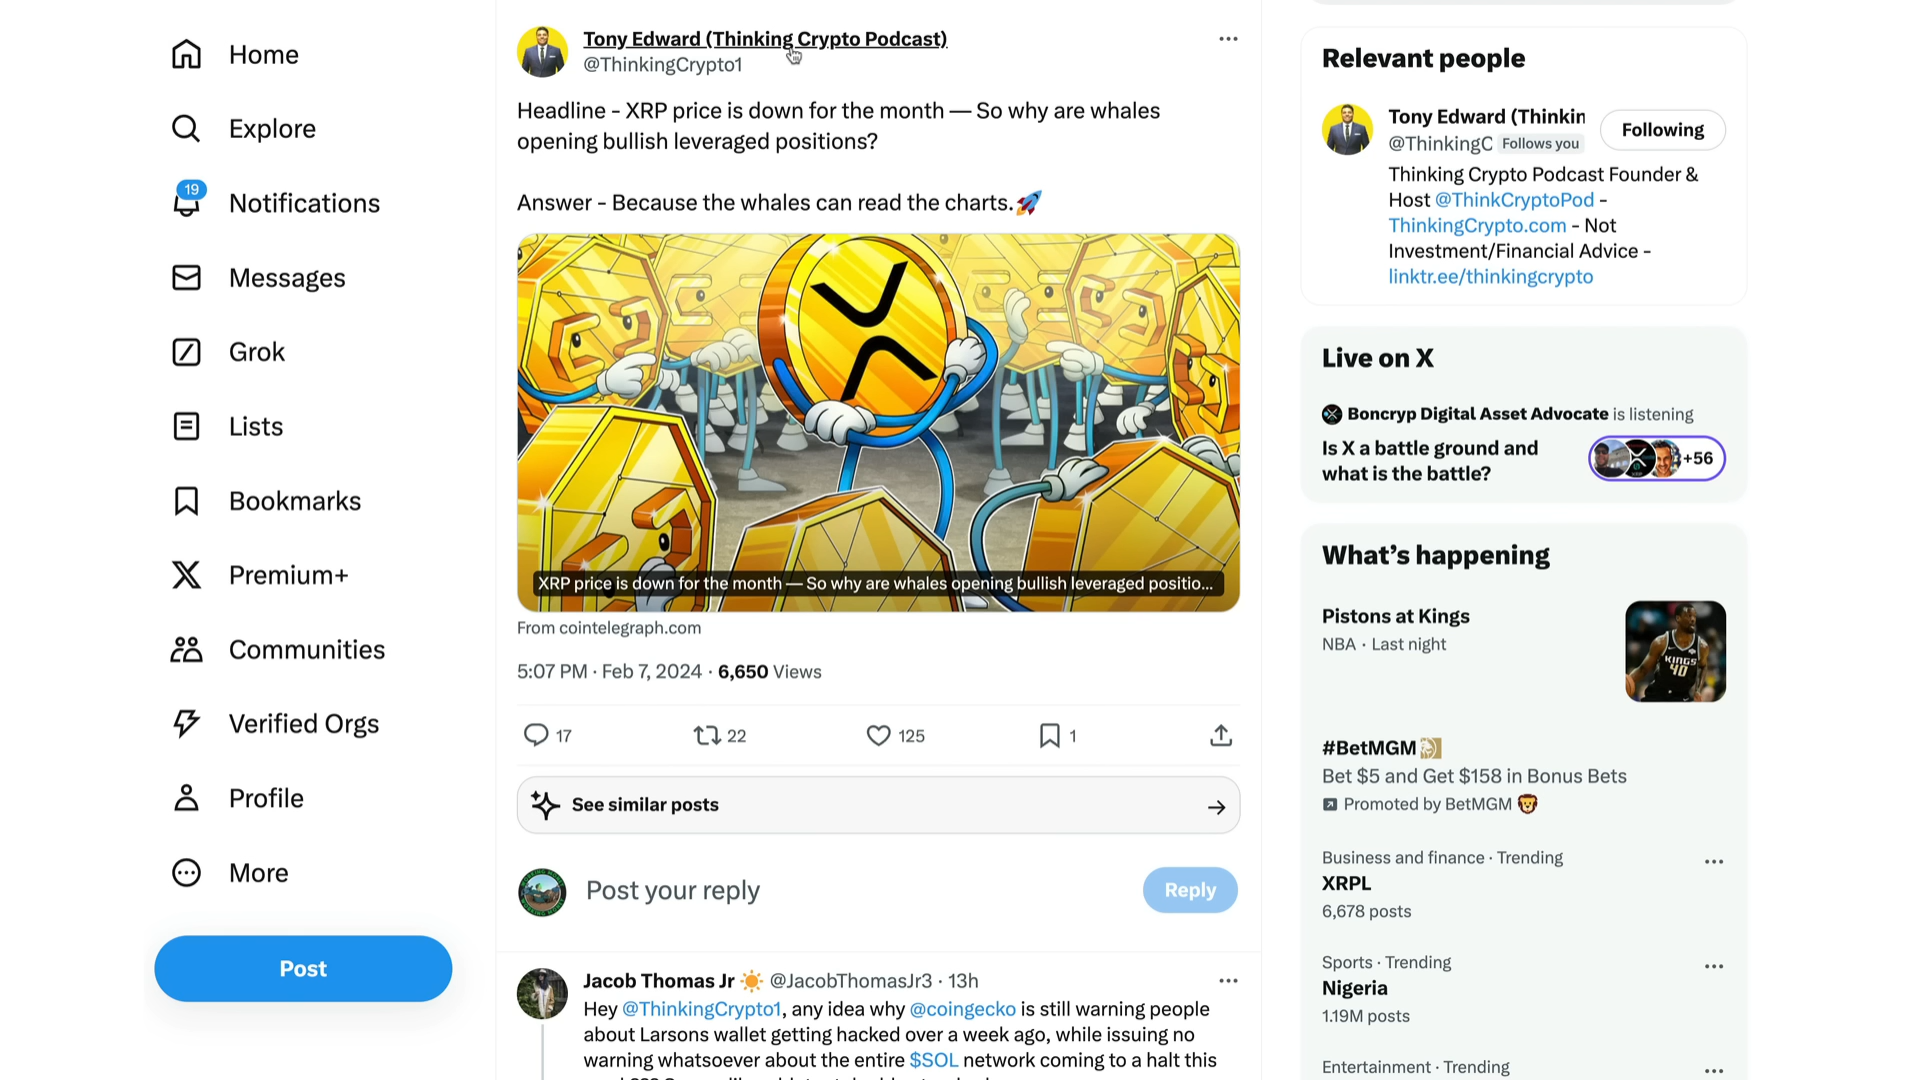 Home
Explore
19
Notifications
Messages
Grok
Lists
Bookmarks
Premium+
Communities
Verified Orgs
Profile
More
Post
Tony Edward (Thinking Crypto Podcast)
@ThinkingCrypto1
Headline - XRP price is down for the month — So why are whales
opening bullish leveraged positions?
Answer - Because the whales can read the charts.🚀
XRP price is down for the month — So why are whales opening bullish leveraged positio...
From cointelegraph.com
5:07 PM · Feb 7, 2024 · 6,650 Views
17 22 125 1
See similar posts
Post your reply
Reply
Jacob Thomas Jr ☀️ @JacobThomasJr3 · 13h
Hey @ThinkingCrypto1, any idea why @coingecko is still warning people
about Larsons wallet getting hacked over a week ago, while issuing no
warning whatsoever about the entire $SOL network coming to a halt this
Relevant people
Tony Edward (Thinkin
@ThinkingC Follows you
Following
Thinking Crypto Podcast Founder &
Host @ThinkCryptoPod -
ThinkingCrypto.com - Not
Investment/Financial Advice -
linktr.ee/thinkingcrypto
Live on X
Boncryp Digital Asset Advocate is listening
Is X a battle ground and
what is the battle?
+56
What's happening
Pistons at Kings
NBA · Last night
KINGS
40
#BetMGM
Bet $5 and Get $158 in Bonus Bets
Promoted by BetMGM 🦁
Business and finance · Trending
XRPL
6,678 posts
Sports · Trending
Nigeria
1.19M posts
Entertainment · Trending